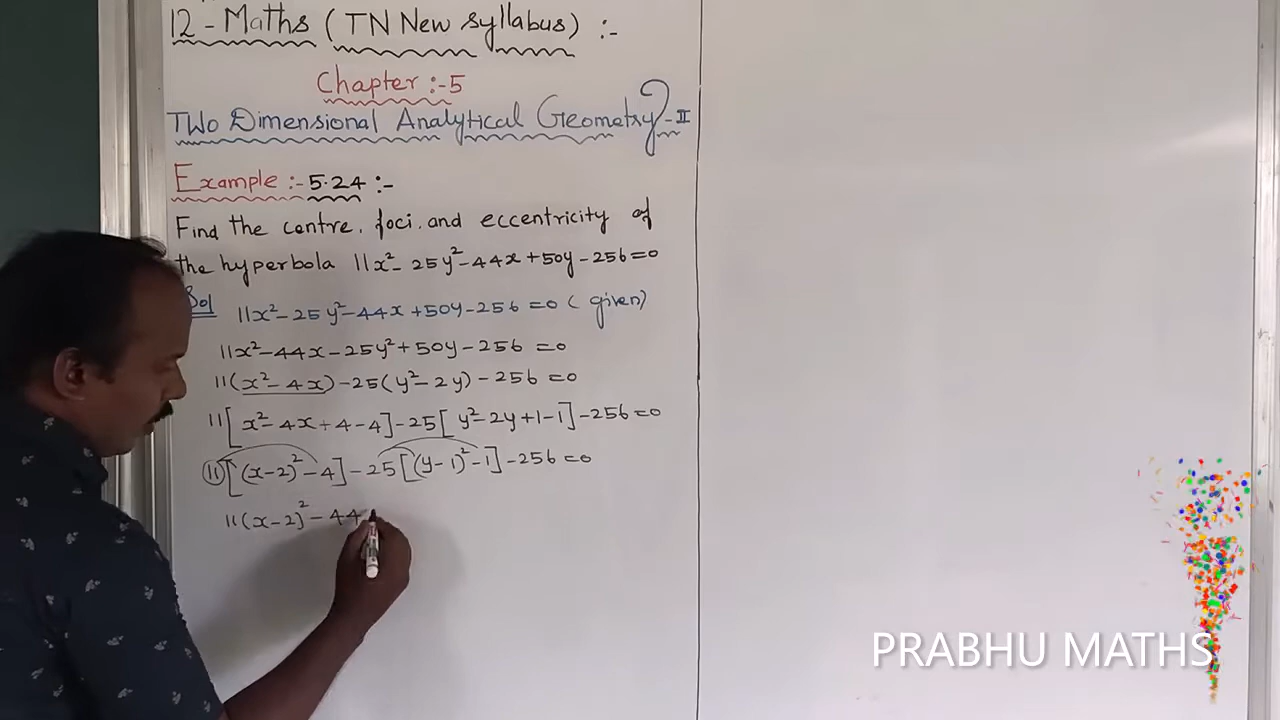 12 - Maths ( TN New syllabus) :-
Chapter :- 5
TWO Dimensional Analytical Geometry - II
Example :- 5.24 :-
Find the centre, foci, and eccentricity of
the hyperbola 11x² - 25y² - 44x + 50y - 256 = 0
Sol 11x² - 25y² - 44x + 50y - 256 = 0 ( given)
11x² - 44x - 25y² + 50y - 256 = 0
11(x² - 4x) - 25(y² - 2y) - 256 = 0
11[x² - 4x + 4 - 4] - 25[y² - 2y + 1 - 1] - 256 = 0
11[(x - 2)² - 4] - 25[(y - 1)² - 1] - 256 = 0
11(x - 2)² - 44
PRABHU MATHS